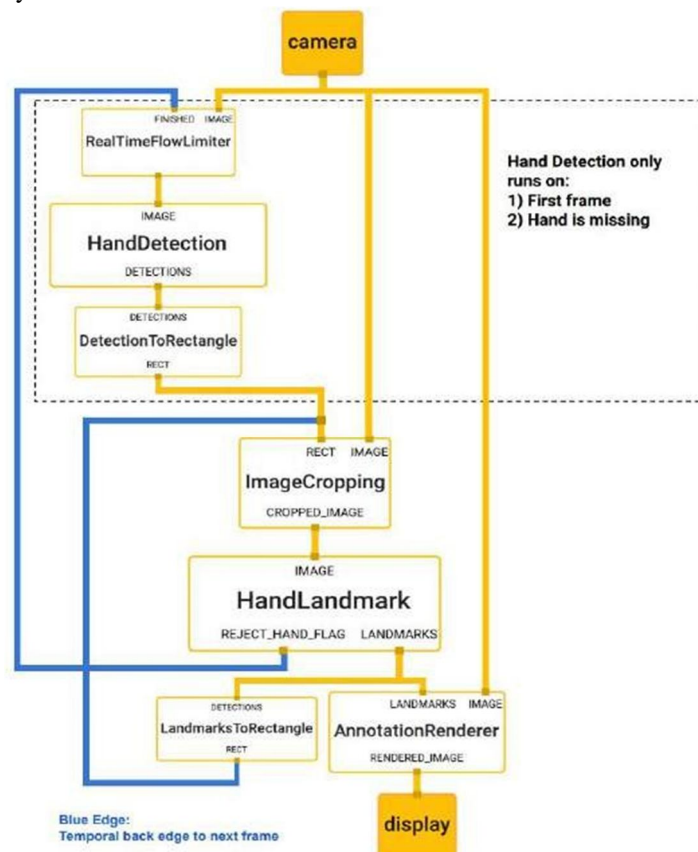 camera
FINISHED IMAGE
RealTimeFlowLimiter
Hand Detection only
runs on:
1) First frame
2) Hand is missing
IMAGE
HandDetection
DETECTIONS
DETECTIONS
DetectionToRectangle
RECT
RECT IMAGE
ImageCropping
CROPPED_IMAGE
IMAGE
HandLandmark
REJECT_HAND_FLAG LANDMARKS
DETECTIONS
LandmarksToRectangle
RECT
LANDMARKS IMAGE
AnnotationRenderer
RENDERED_IMAGE
Blue Edge:
Temporal back edge to next frame
display